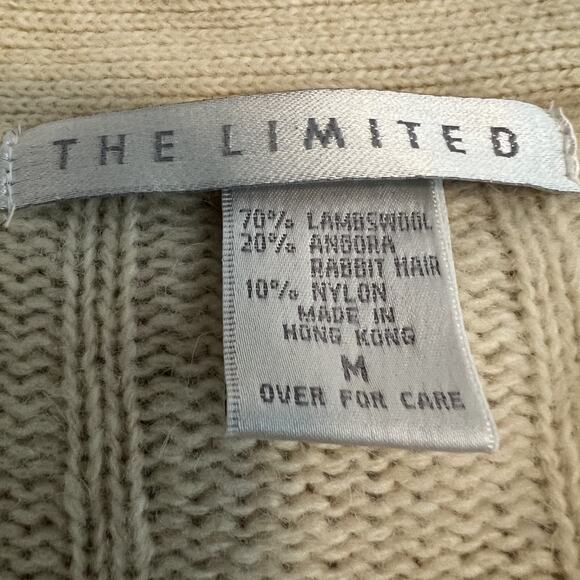 THE LIMITED
70% LAMBSWOOL
20% ANGORA
RABBIT HAIR
10% NYLON
MADE IN
HONG KONG
M
OVER FOR CARE